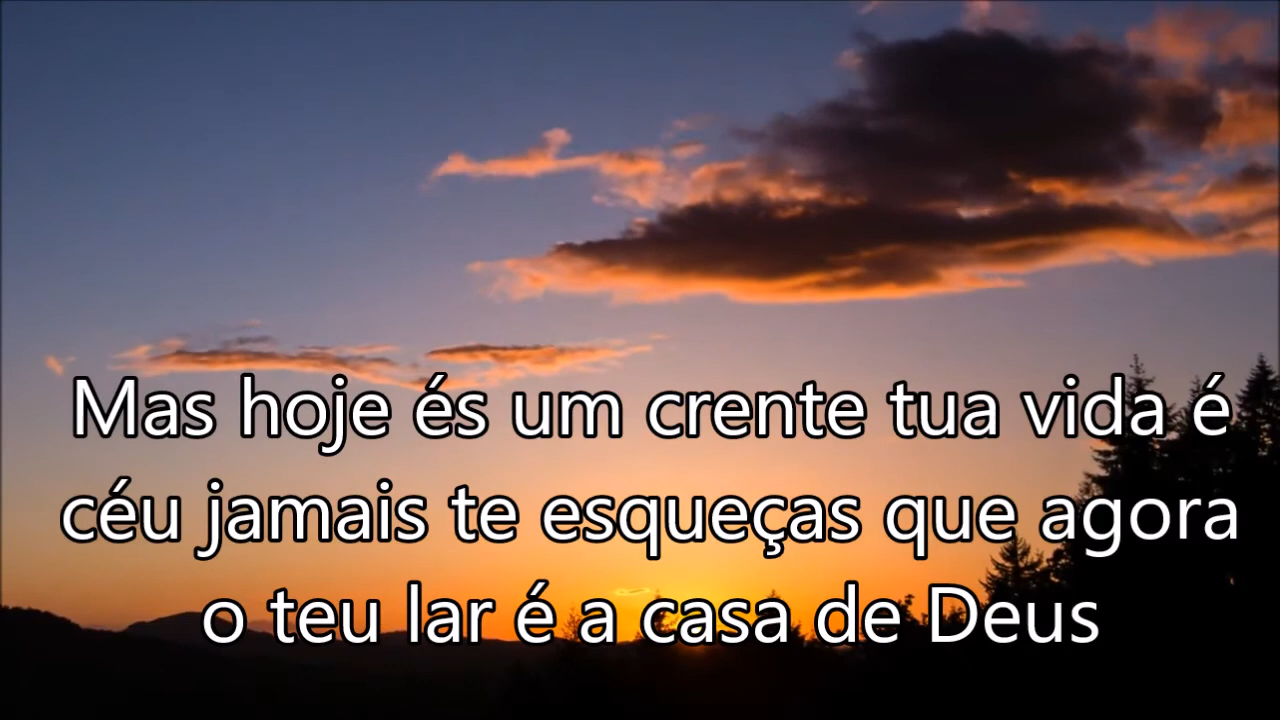 Mas hoje és um crente tua vida é
céu jamais te esqueças que agora
o teu lar é a casa de Deus